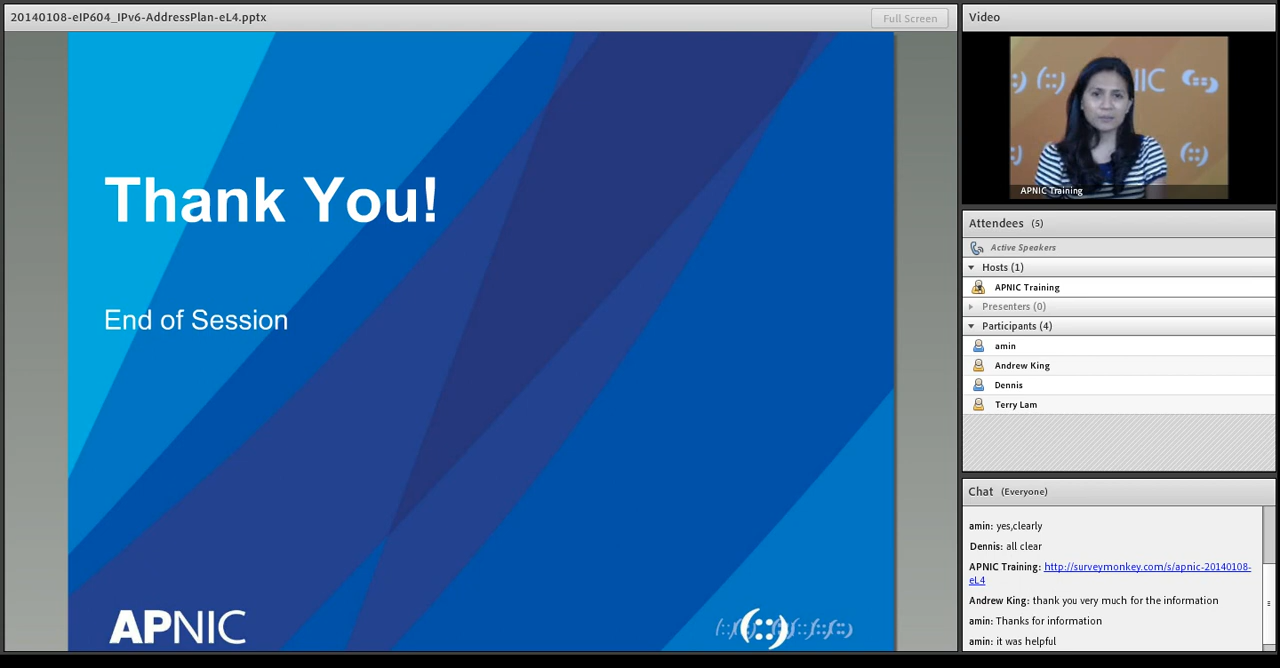 20140108-eIP604_IPv6-AddressPlan-eL4.pptx
Full Screen
Thank You!
End of Session
APNIC
(::)
Video
NIC
APNIC Training
Attendees (5)
Active Speakers
Hosts (1)
APNIC Training
Presenters (0)
Participants (4)
amin
Andrew King
Dennis
Terry Lam
Chat (Everyone)
amin: yes,clearly
Dennis: all clear
APNIC Training: http://surveymonkey.com/s/apnic-20140108-
eL4
Andrew King: thank you very much for the information
amin: Thanks for information
amin: it was helpful